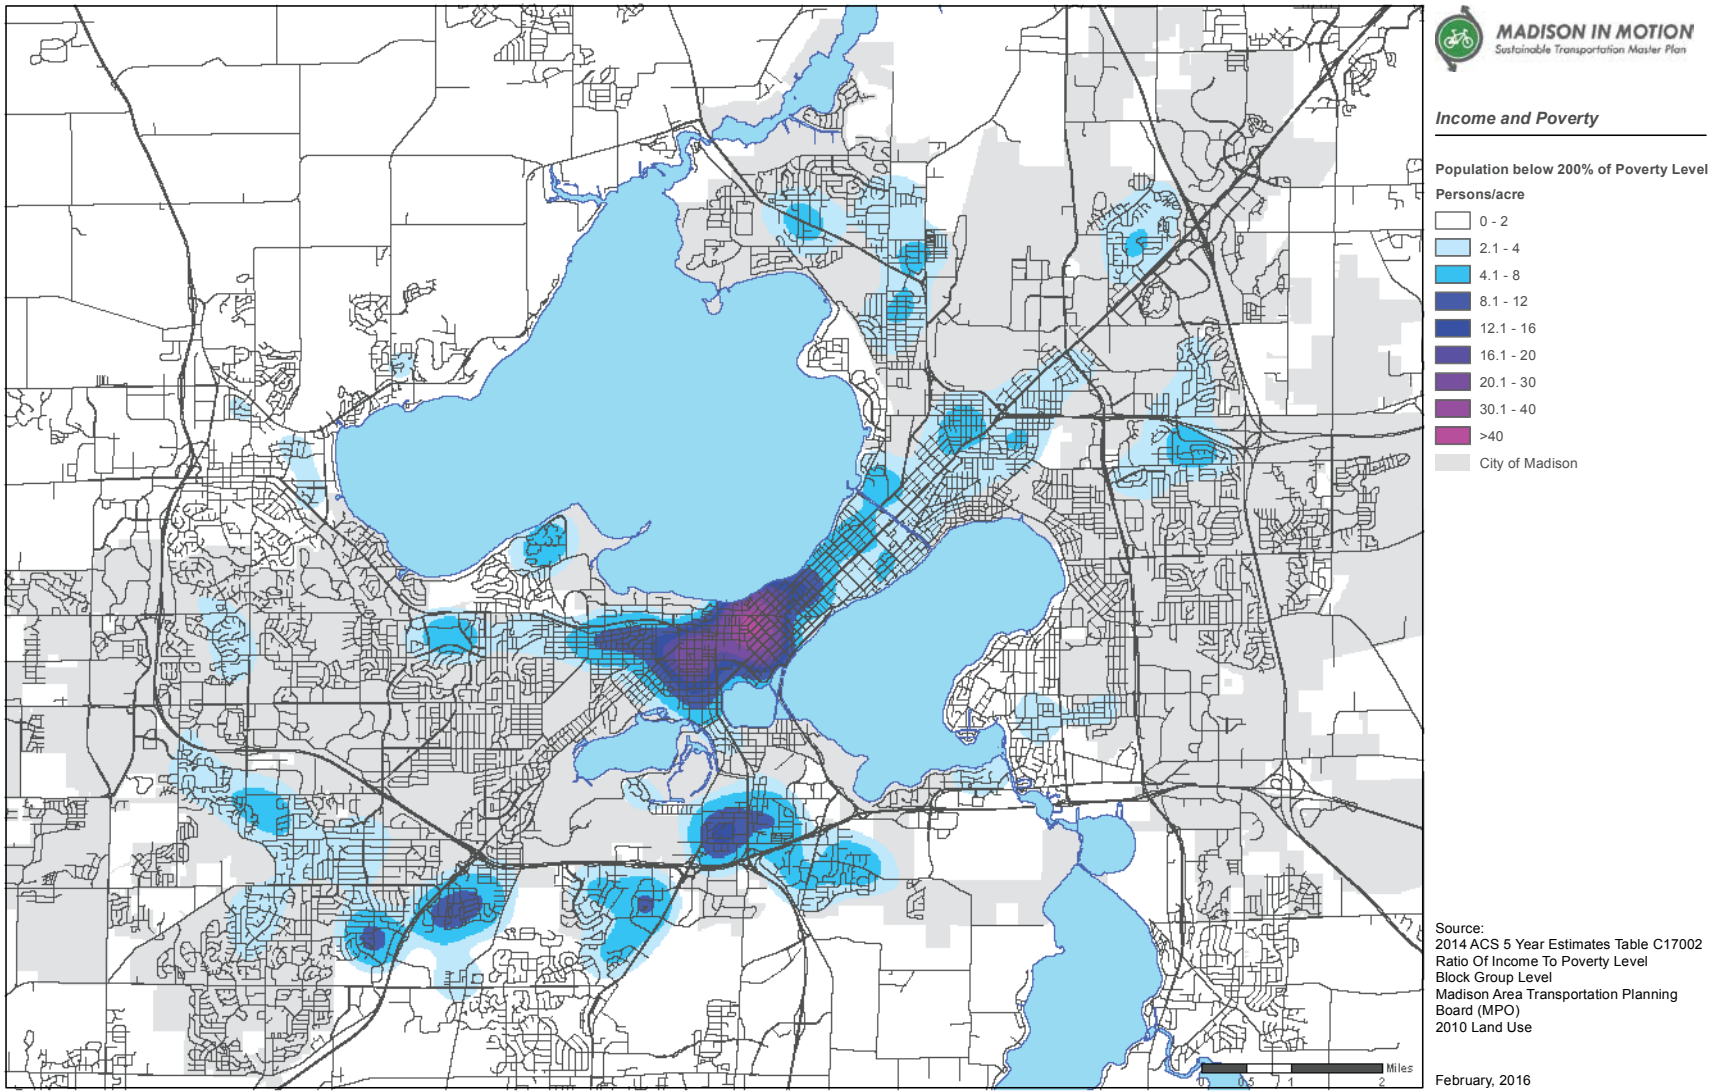 MADISON IN MOTION
Sustainable Transportation Master Plan
Income and Poverty
Population below 200% of Poverty Level
Persons/acre
0 - 2
2.1 - 4
4.1 - 8
8.1 - 12
12.1 - 16
16.1 - 20
20.1 - 30
30.1 - 40
>40
City of Madison
Source:
2014 ACS 5 Year Estimates Table C17002
Ratio Of Income To Poverty Level
Block Group Level
Madison Area Transportation Planning
Board (MPO)
2010 Land Use
February, 2016
Miles
0 0.5 1 2